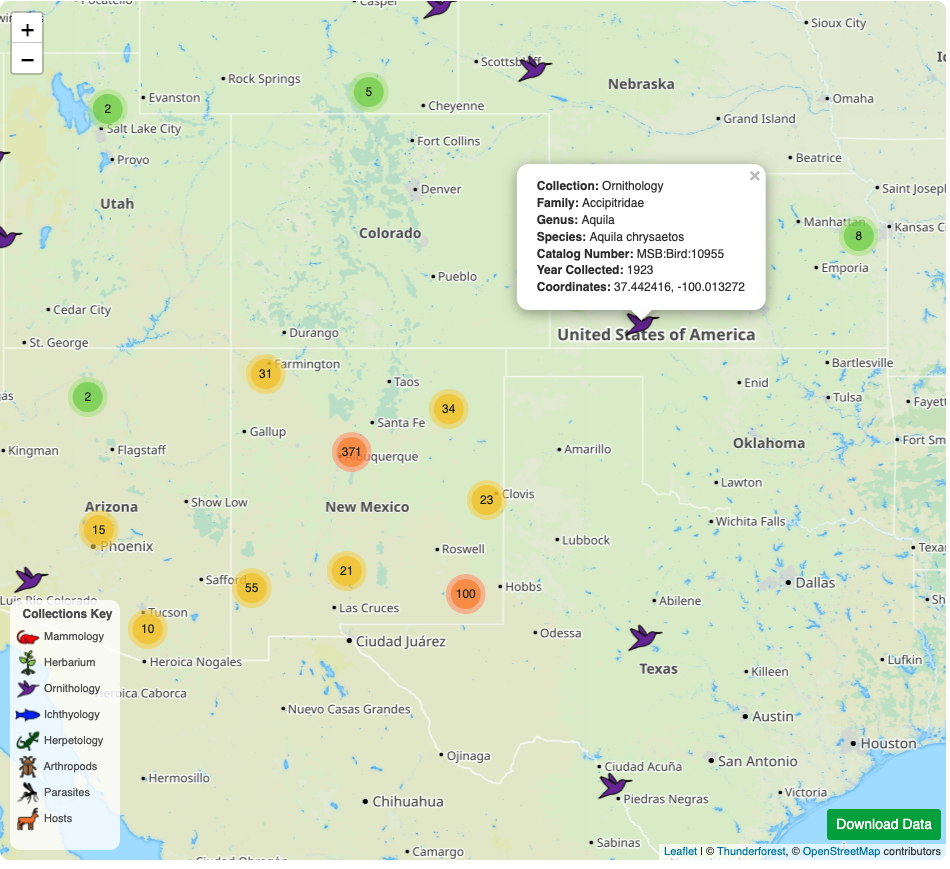 Pocatello
Casper
Sioux City
+
−
Scottsbluff
Nebraska
Rock Springs
5
Evanston
2
Cheyenne
Omaha
Salt Lake City
Grand Island
Fort Collins
Provo
Beatrice
Denver
Saint Joseph
Utah
Colorado
Manhattan
Kansas C
8
Emporia
Pueblo
×
Collection: Ornithology
Family: Accipitridae
Genus: Aquila
Species: Aquila chrysaetos
Catalog Number: MSB:Bird:10955
Year Collected: 1923
Coordinates: 37.442416, -100.013272
Cedar City
United States of America
Durango
St. George
Farmington
31
Bartlesville
Taos
Enid
2
Tulsa
Fayett
34
Santa Fe
Gallup
Oklahoma
Fort Sm
Kingman
Flagstaff
371
Albuquerque
Amarillo
Lawton
23
Clovis
Show Low
Arizona
New Mexico
Wichita Falls
15
Phoenix
Lubbock
Roswell
Texa
21
Safford
55
Dallas
Hobbs
100
Luis Río Colorado
Abilene
Las Cruces
Tucson
10
Odessa
Ciudad Juárez
Heroica Nogales
Texas
Killeen
Lufkin
Heroica Caborca
Nuevo Casas Grandes
Austin
Houston
Ojinaga
Ciudad Acuña
San Antonio
Hermosillo
Victoria
Piedras Negras
Chihuahua
Sabinas
Camargo
Ciudad Obregón
Collections Key
Mammology
Herbarium
Ornithology
Ichthyology
Herpetology
Arthropods
Parasites
Hosts
Download Data
Leaflet | © Thunderforest, © OpenStreetMap contributors